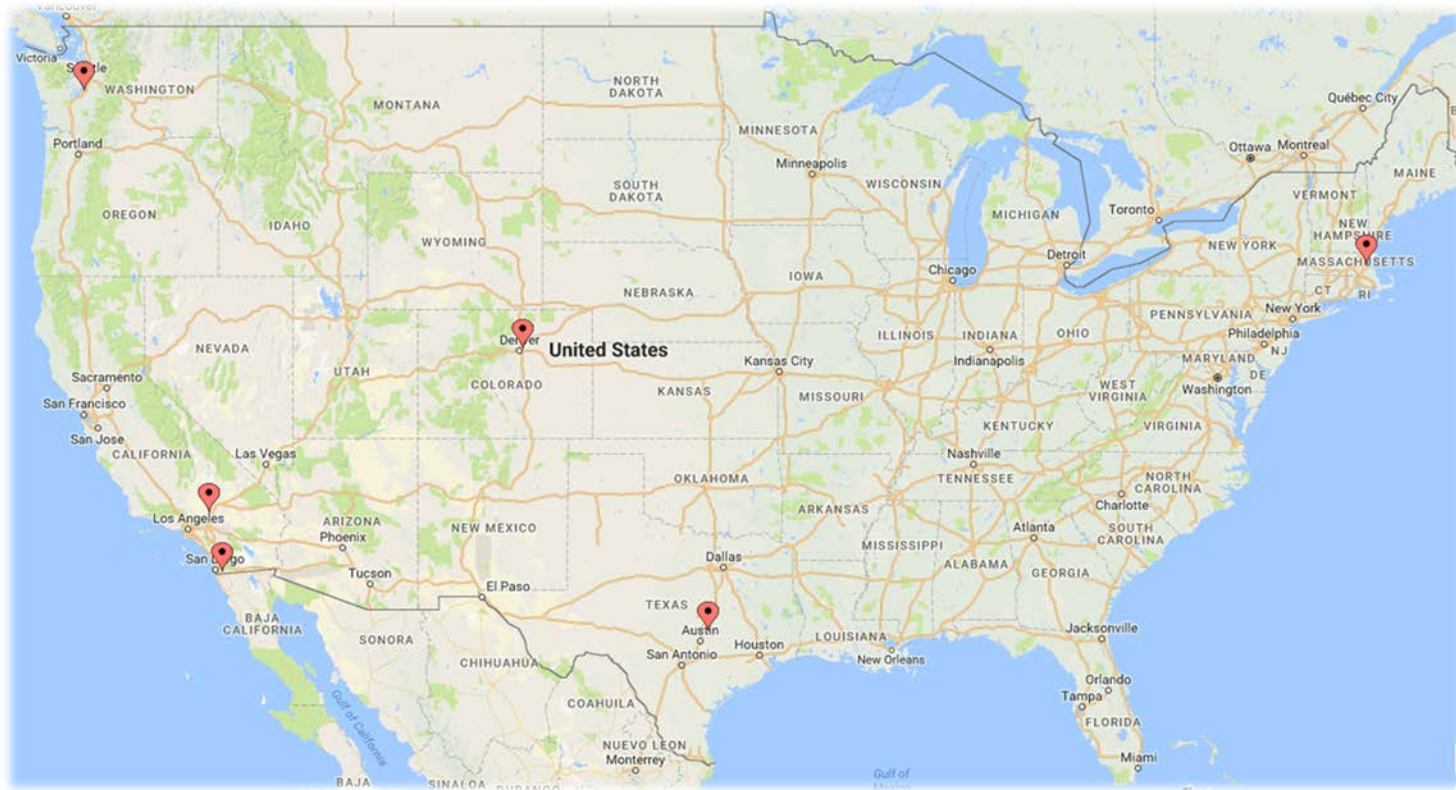 Vancouver
Victoria
WASHINGTON
Portland
OREGON
IDAHO
MONTANA
WYOMING
NORTH
DAKOTA
SOUTH
DAKOTA
MINNESOTA
Minneapolis
WISCONSIN
MICHIGAN
Québec City
Ottawa
Montreal
MAINE
VERMONT
NEW
HAMPSHIRE
Toronto
NEW YORK
MASSACHUSETTS
CT
RI
Detroit
Chicago
IOWA
NEBRASKA
NEVADA
UTAH
Denver
United States
COLORADO
KANSAS
Kansas City
MISSOURI
ILLINOIS
INDIANA
Indianapolis
OHIO
PENNSYLVANIA
New York
Philadelphia
NJ
MARYLAND
DE
Washington
WEST
VIRGINIA
VIRGINIA
KENTUCKY
Sacramento
San Francisco
San Jose
CALIFORNIA
Las Vegas
Los Angeles
San Diego
ARIZONA
Phoenix
Tucson
NEW MEXICO
El Paso
OKLAHOMA
ARKANSAS
Nashville
TENNESSEE
NORTH
CAROLINA
Charlotte
SOUTH
CAROLINA
Atlanta
MISSISSIPPI
ALABAMA
GEORGIA
Dallas
TEXAS
Austin
San Antonio
Houston
LOUISIANA
New Orleans
Jacksonville
Orlando
Tampa
FLORIDA
Miami
BAJA
CALIFORNIA
SONORA
CHIHUAHUA
COAHUILA
NUEVO LEON
Monterrey
Gulf of California
BAJA
SINALOA
DURANGO
Gulf of
Mexico